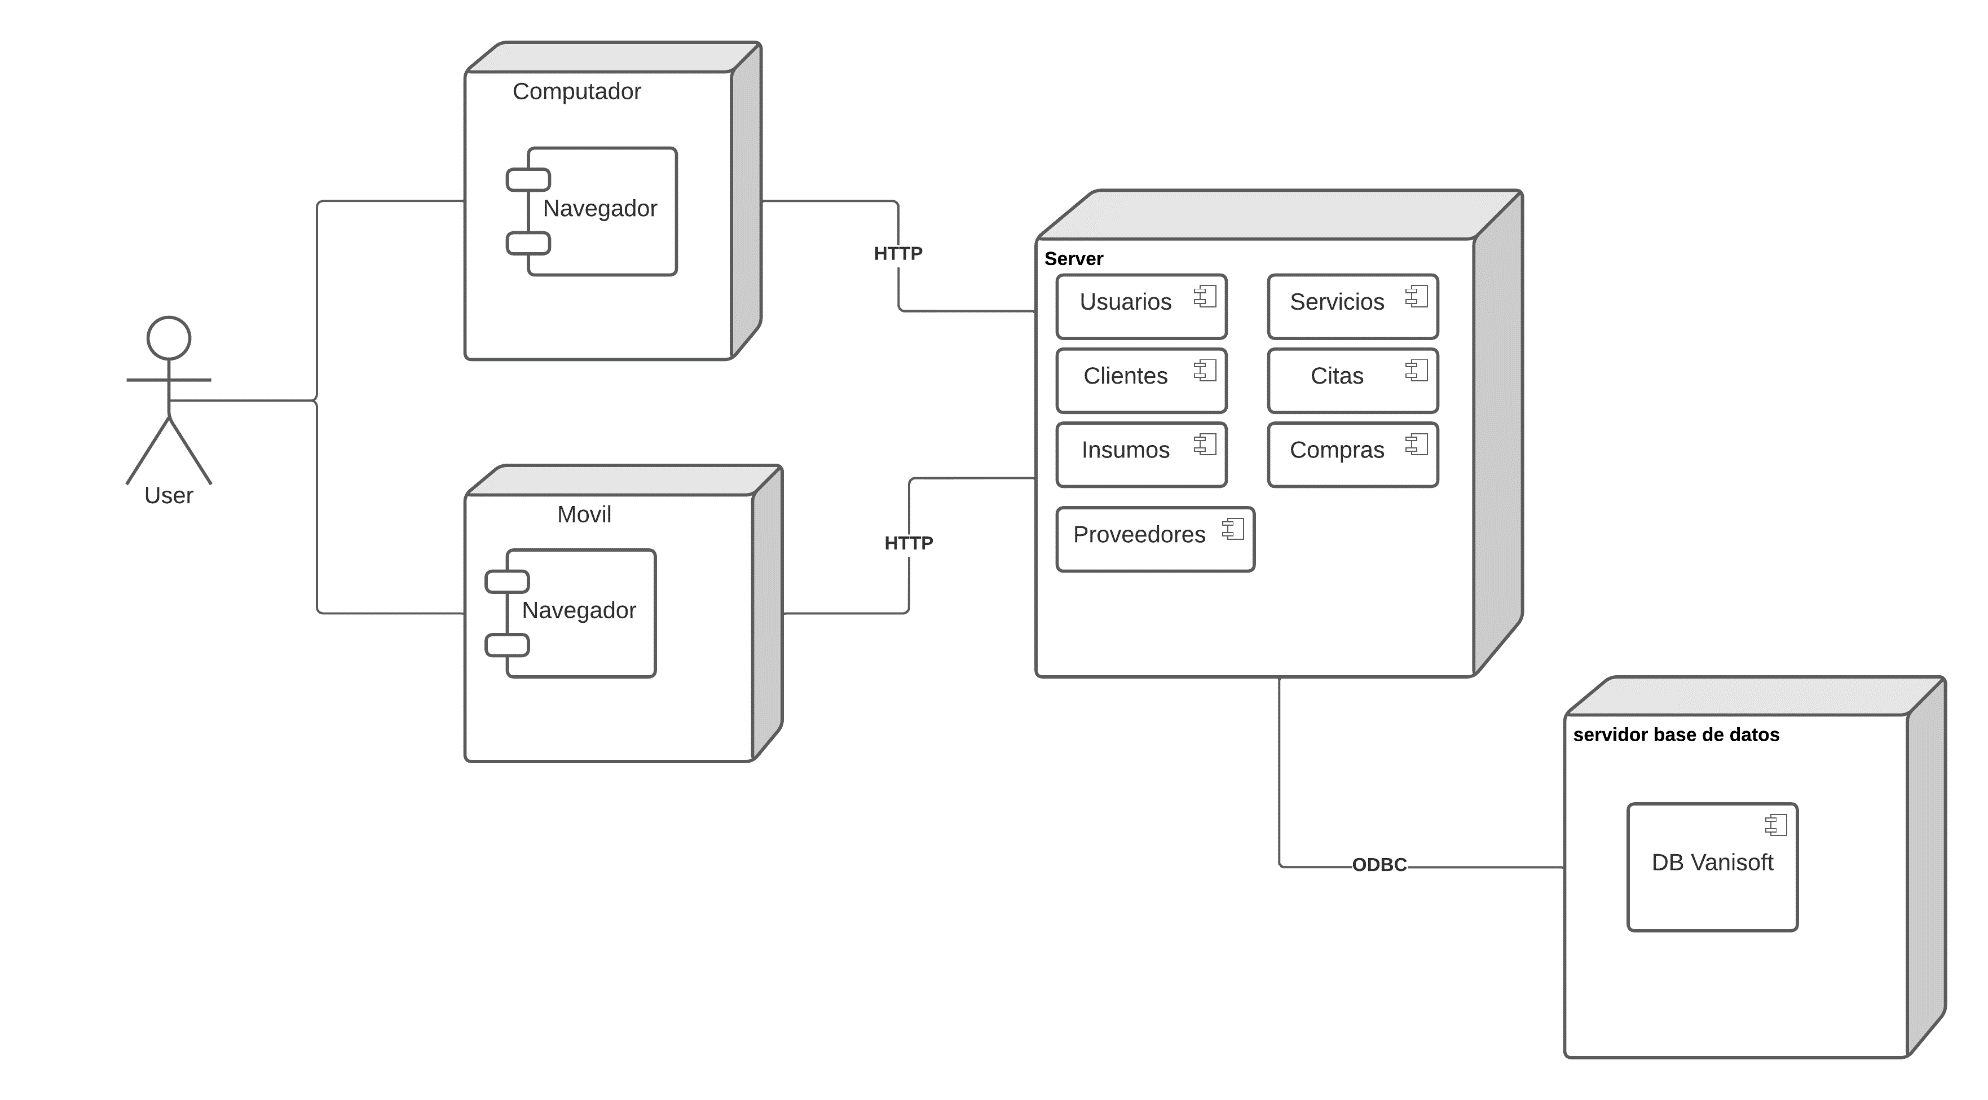 Computador
Navegador
HTTP
Server
Usuarios
Servicios
Clientes
Citas
Insumos
Compras
Proveedores
User
Movil
Navegador
HTTP
servidor base de datos
DB Vanisoft
ODBC